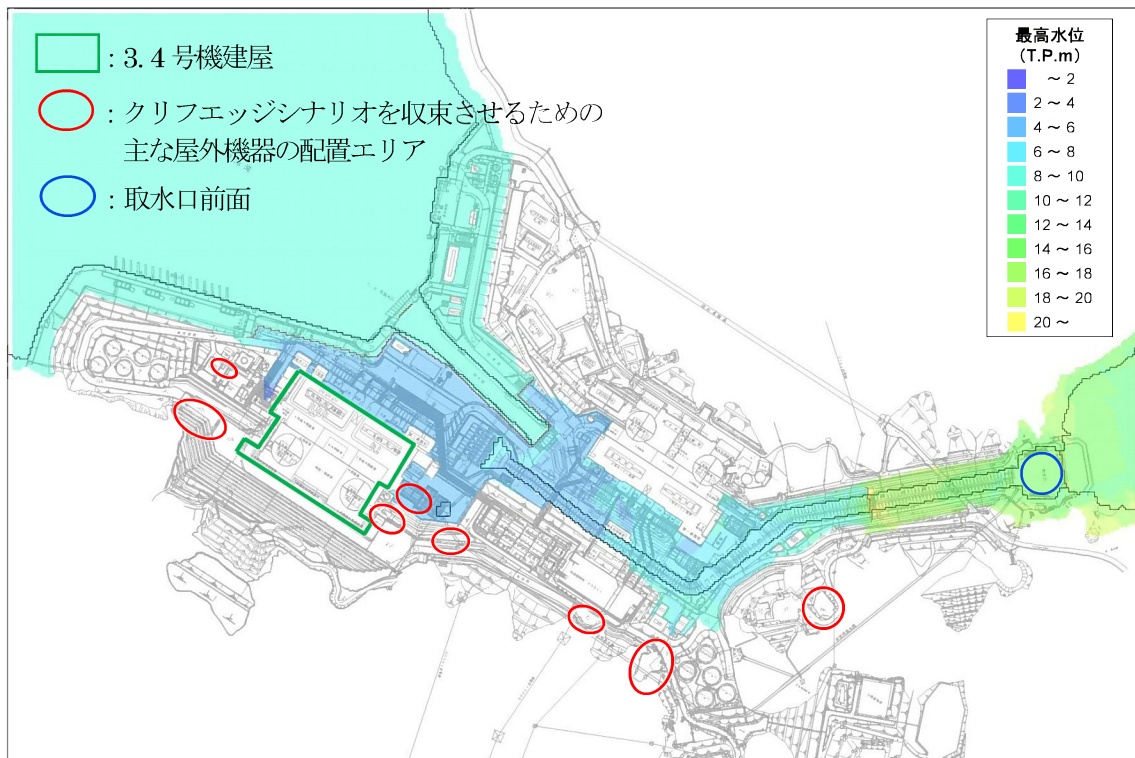 : 3. 4 号機建屋
: クリフエッジシナリオを収束させるための
主な屋外機器の配置エリア
: 取水口前面
最高水位
(T.P.m)
～ 2
2 ～ 4
4 ～ 6
6 ～ 8
8 ～ 10
10 ～ 12
12 ～ 14
14 ～ 16
16 ～ 18
18 ～ 20
20 ～